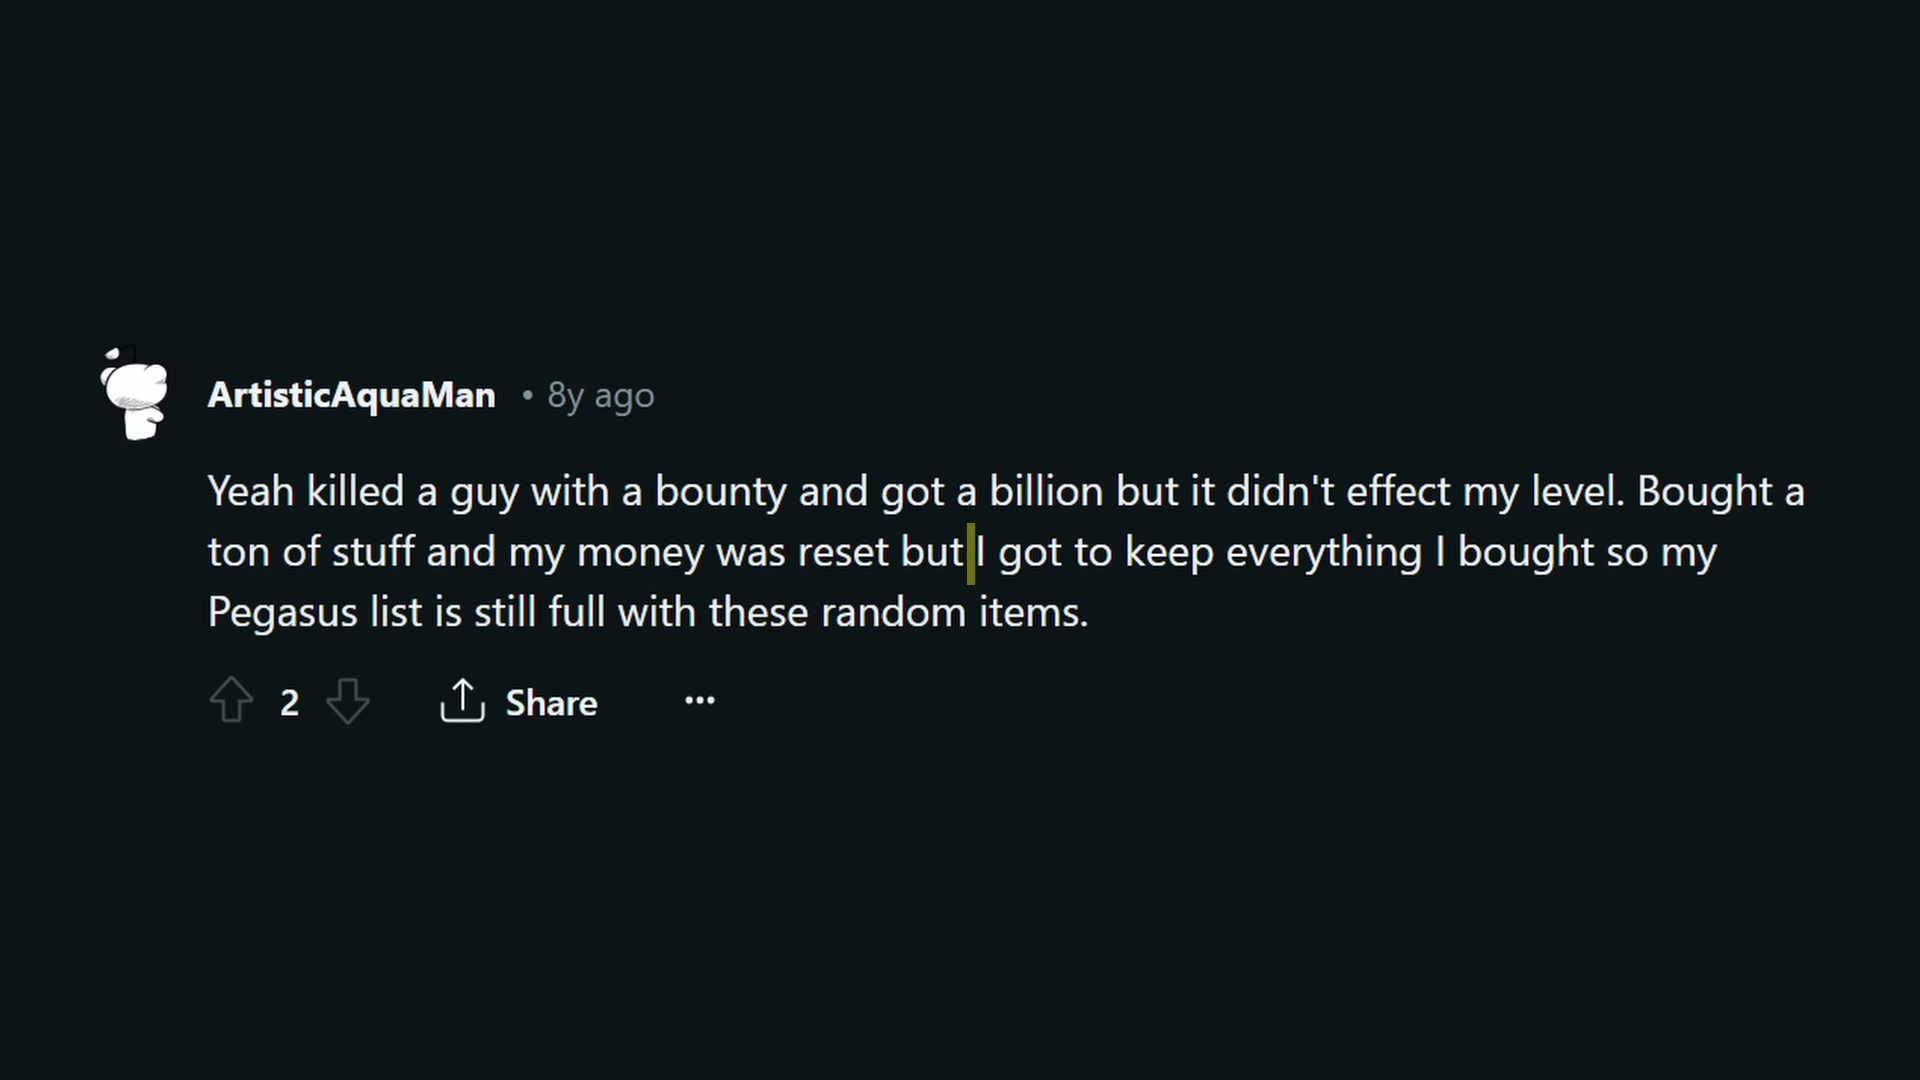 ArtisticAquaMan • 8y ago
Yeah killed a guy with a bounty and got a billion but it didn't effect my level. Bought a
ton of stuff and my money was reset but I got to keep everything I bought so my
Pegasus list is still full with these random items.
2 Share ...